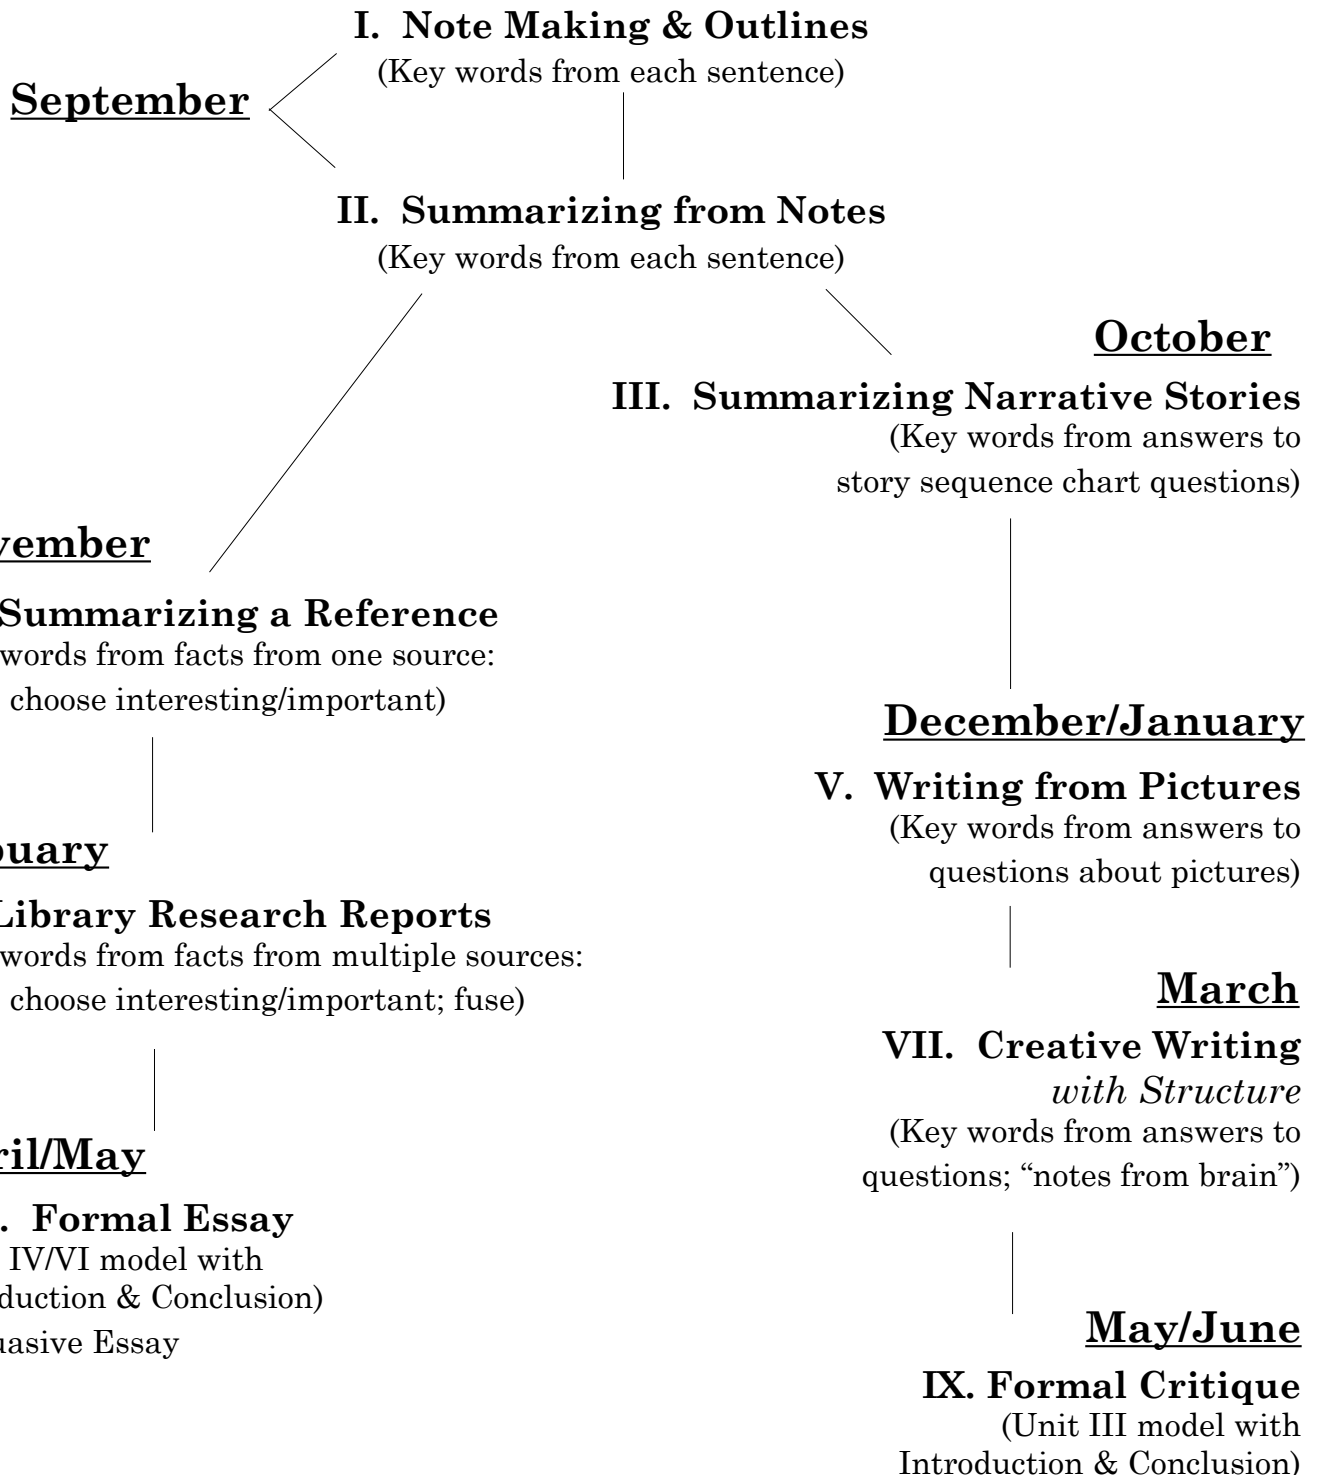 I. Note Making & Outlines
(Key words from each sentence)
September
II. Summarizing from Notes
(Key words from each sentence)
October
III. Summarizing Narrative Stories
(Key words from answers to
story sequence chart questions)
vember
Summarizing a Reference
words from facts from one source:
choose interesting/important)
December/January
V. Writing from Pictures
(Key words from answers to
questions about pictures)
uary
Library Research Reports
words from facts from multiple sources:
choose interesting/important; fuse)
March
VII. Creative Writing
with Structure
(Key words from answers to
questions; “notes from brain”)
ril/May
. Formal Essay
IV/VI model with
duction & Conclusion)
uasive Essay
May/June
IX. Formal Critique
(Unit III model with
Introduction & Conclusion)